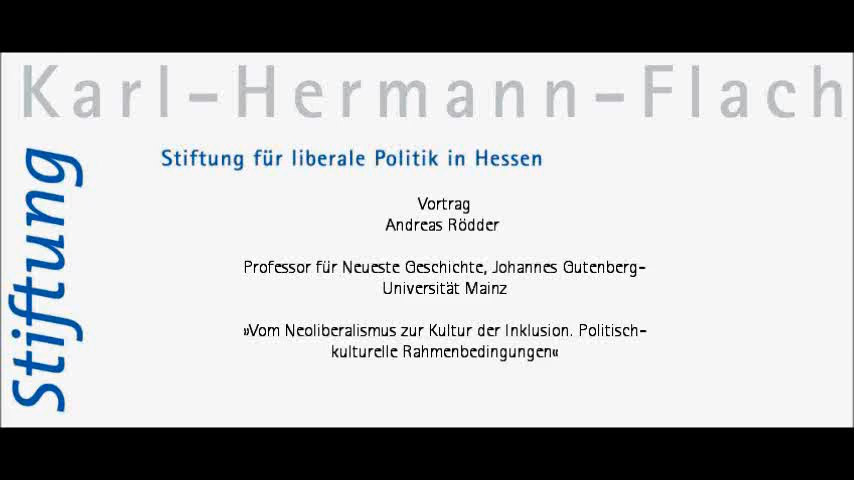 Karl-Hermann-Flach
Stiftung
Stiftung für liberale Politik in Hessen
Vortrag
Andreas Rödder
Professor für Neueste Geschichte, Johannes Gutenberg-
Universität Mainz
»Vom Neoliberalismus zur Kultur der Inklusion. Politisch-
kulturelle Rahmenbedingungen«